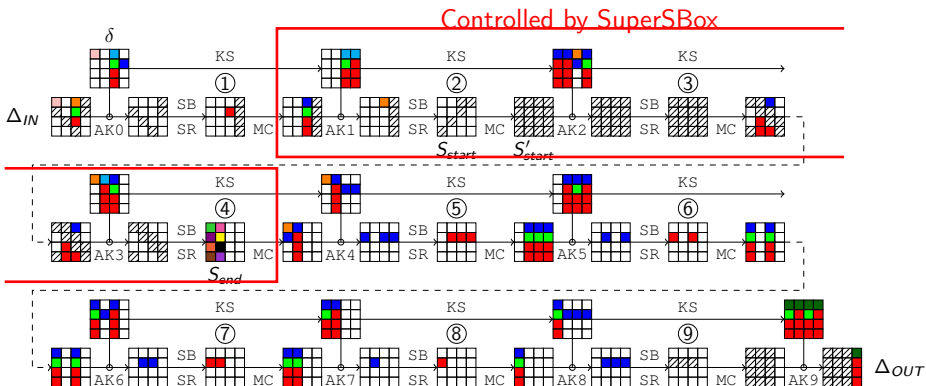 Controlled by SuperSBox
δ
KS KS KS
① ② ③
Δ_IN AK0 SB SR MC AK1 SB SR MC AK2 SB SR MC
S_start S'_start
KS KS KS
④ ⑤ ⑥
AK3 SB SR MC AK4 SB SR MC AK5 SB SR MC
S_end
KS KS KS
⑦ ⑧ ⑨
AK6 SB SR MC AK7 SB SR MC AK8 SB SR MC AK9 Δ_OUT